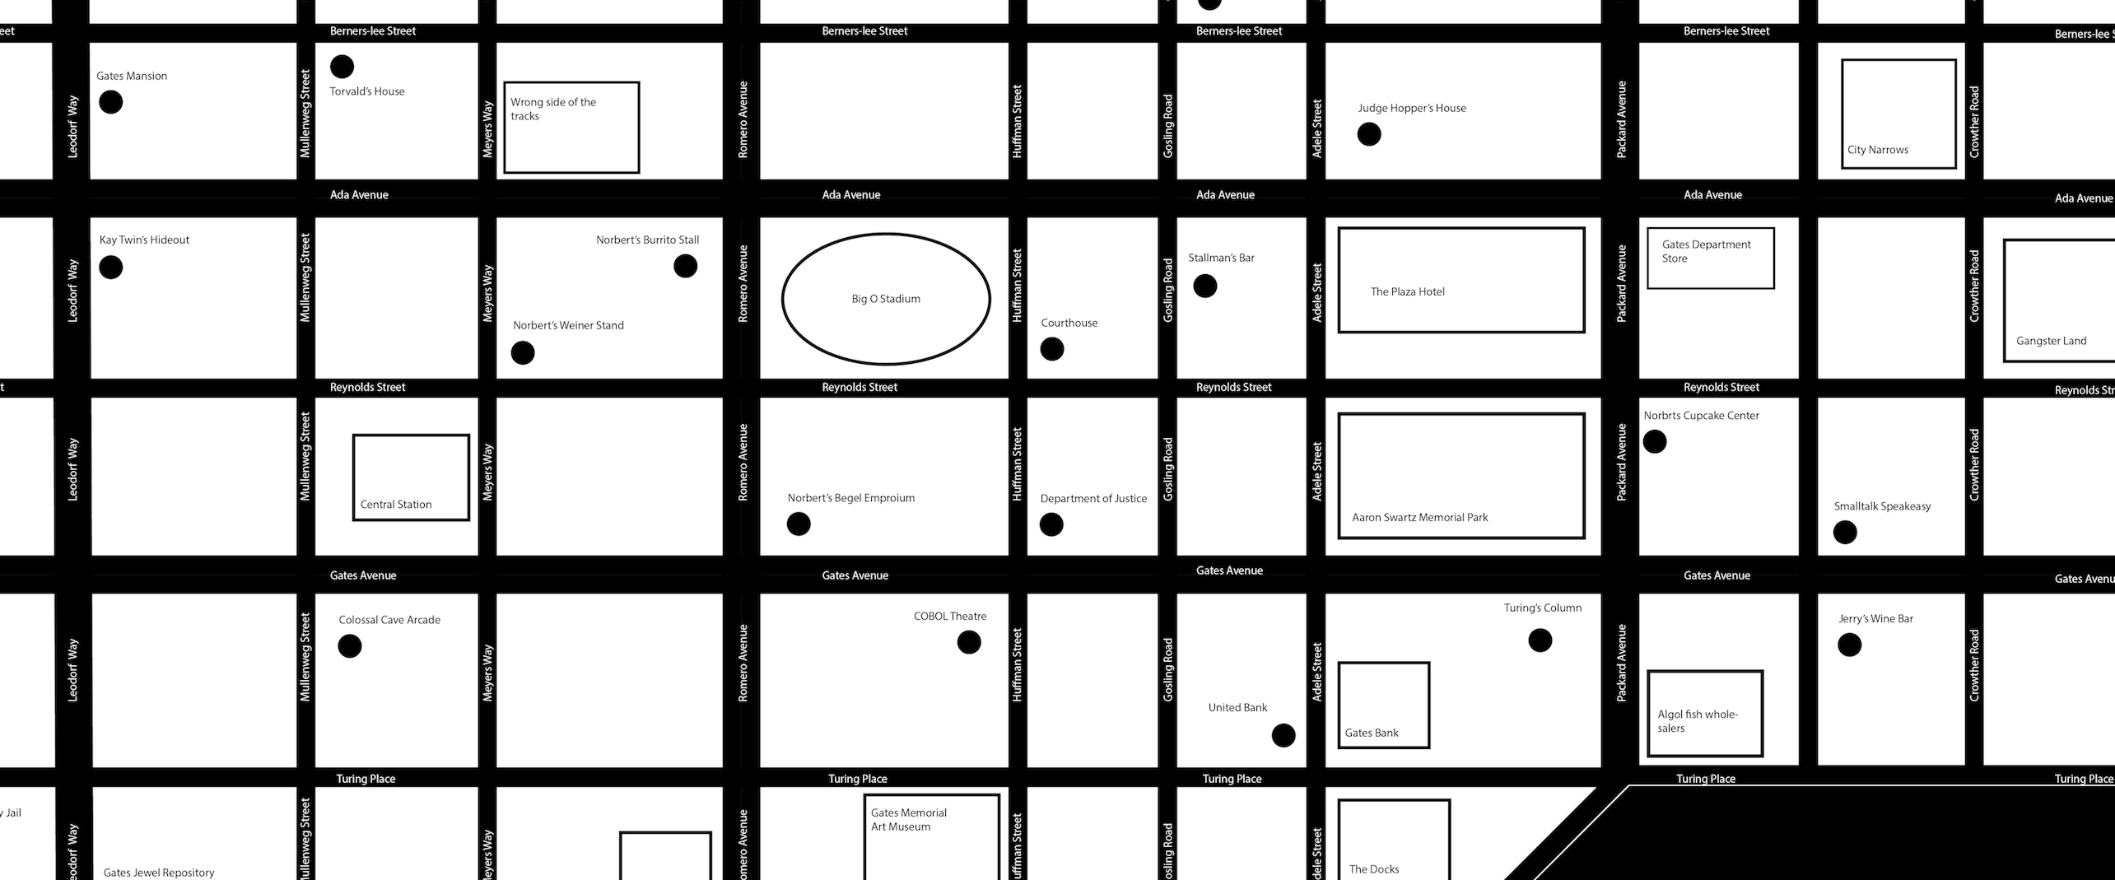 eet
Berners-lee Street
Berners-lee Street
Berners-lee Street
Berners-lee Street
Berners-lee S
Gates Mansion
Torvald's House
Wrong side of the
tracks
Judge Hopper's House
City Narrows
Leodorf Way
Mullenweg Street
Meyers Way
Romero Avenue
Huffman Street
Gosling Road
Adele Street
Packard Avenue
Crowther Road
Ada Avenue
Ada Avenue
Ada Avenue
Ada Avenue
Ada Avenue
Kay Twin's Hideout
Norbert's Burrito Stall
Norbert's Weiner Stand
Big O Stadium
Courthouse
Stallman's Bar
The Plaza Hotel
Gates Department
Store
Gangster Land
Leodorf Way
Mullenweg Street
Meyers Way
Romero Avenue
Huffman Street
Gosling Road
Adele Street
Packard Avenue
Crowther Road
t
Reynolds Street
Reynolds Street
Reynolds Street
Reynolds Street
Reynolds Str
Central Station
Norbert's Begel Emproium
Department of Justice
Aaron Swartz Memorial Park
Norbrts Cupcake Center
Smalltalk Speakeasy
Leodorf Way
Mullenweg Street
Meyers Way
Romero Avenue
Huffman Street
Gosling Road
Adele Street
Packard Avenue
Crowther Road
Gates Avenue
Gates Avenue
Gates Avenue
Gates Avenue
Gates Avenu
Colossal Cave Arcade
COBOL Theatre
United Bank
Turing's Column
Gates Bank
Algol fish whole-
salers
Jerry's Wine Bar
Leodorf Way
Mullenweg Street
Meyers Way
Romero Avenue
Huffman Street
Gosling Road
Adele Street
Packard Avenue
Crowther Road
Turing Place
Turing Place
Turing Place
Turing Place
Turing Place
y Jail
Gates Jewel Repository
Gates Memorial
Art Museum
The Docks
eodorf Way
ullenweg Street
eyers Way
omero Avenue
uffman Street
osling Road
dele Street